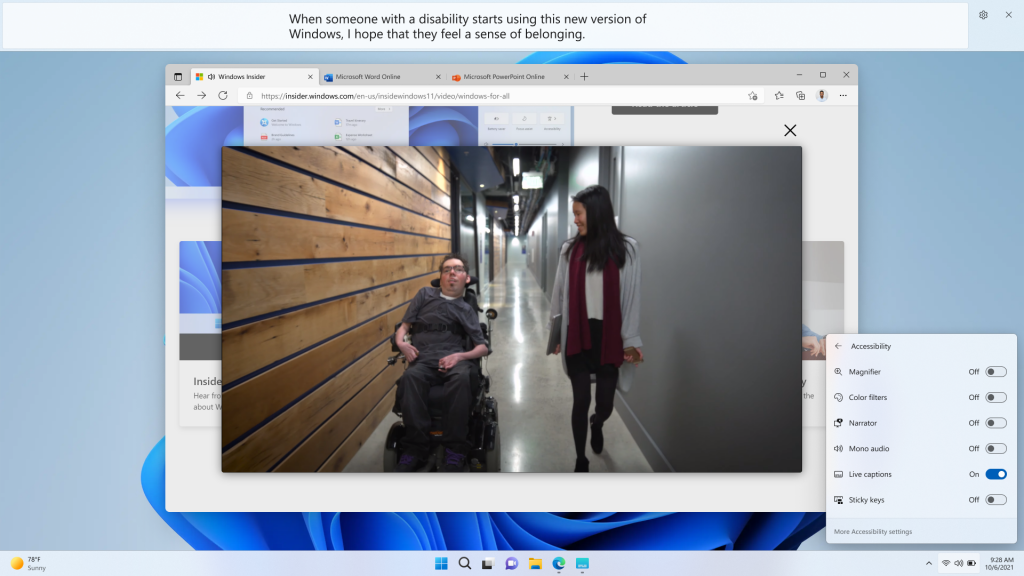 When someone with a disability starts using this new version of
Windows, I hope that they feel a sense of belonging.
Windows Insider
Microsoft Word Online
Microsoft PowerPoint Online
https://insider.windows.com/en-us/insidewindows11/video/windows-for-all
Inside
Hear fro
about W
the
Accessibility
Magnifier Off
Color filters Off
Narrator Off
Mono audio Off
Live captions On
Sticky keys Off
More Accessibility settings
78°F
Sunny
9:28 AM
10/6/2021